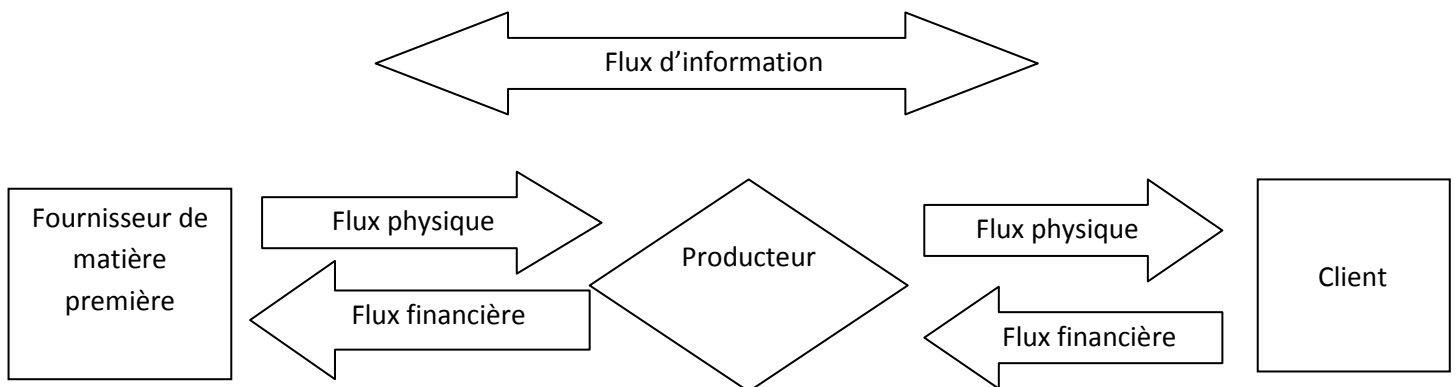 Flux d’information
Fournisseur de
matière
première
Flux physique
Flux financière
Producteur
Flux physique
Flux financière
Client